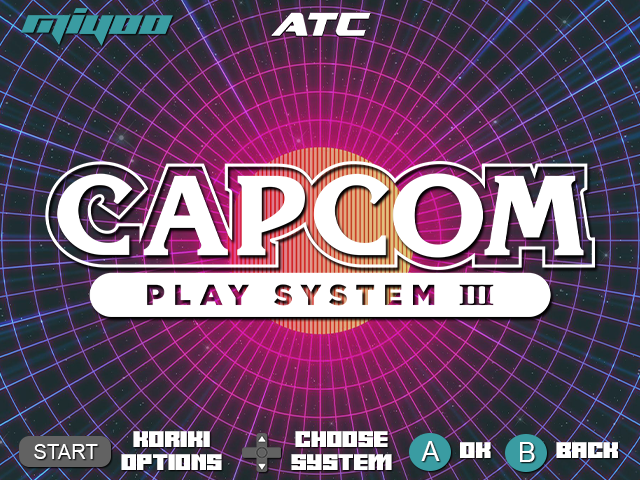 miyoo
ATC
CAPCOM
PLAY SYSTEM III
START
KORIKI
OPTIONS
CHOOSE
SYSTEM
A
OK
B
BACK